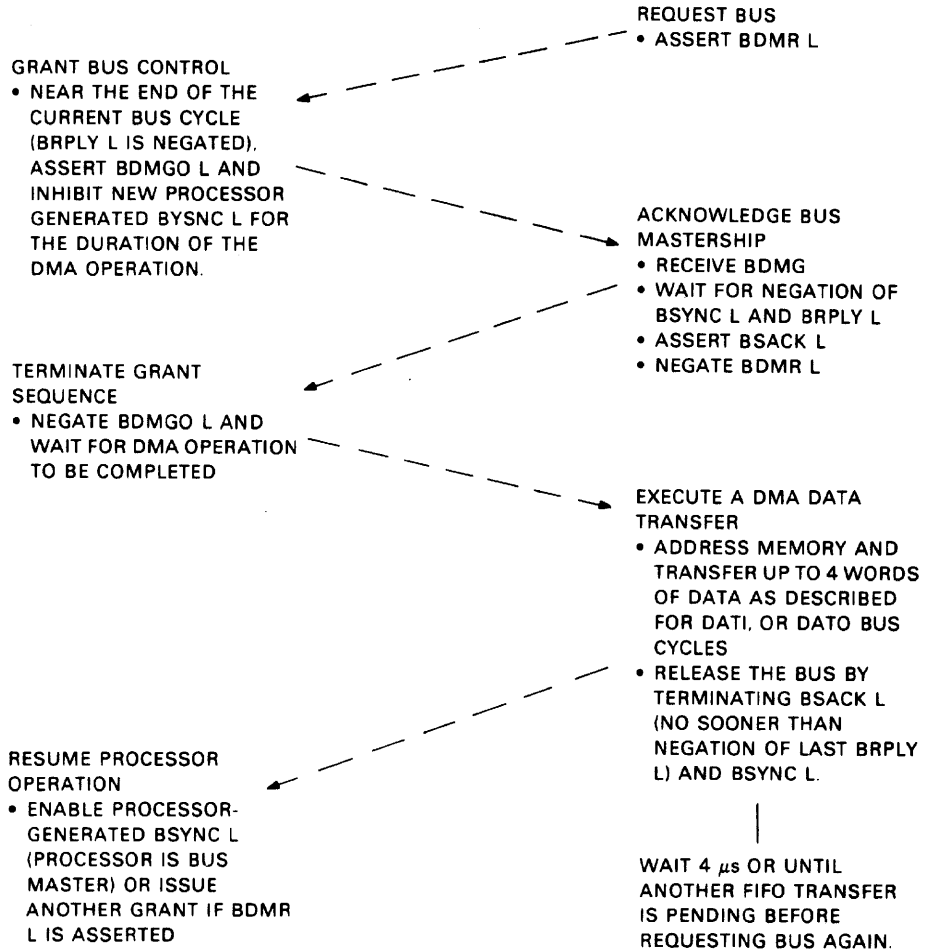 REQUEST BUS
• ASSERT BDMR L
GRANT BUS CONTROL
• NEAR THE END OF THE
CURRENT BUS CYCLE
(BRPLY L IS NEGATED),
ASSERT BDMGO L AND
INHIBIT NEW PROCESSOR
GENERATED BYSNC L FOR
THE DURATION OF THE
DMA OPERATION.
ACKNOWLEDGE BUS
MASTERSHIP
• RECEIVE BDMG
• WAIT FOR NEGATION OF
BSYNC L AND BRPLY L
• ASSERT BSACK L
• NEGATE BDMR L
TERMINATE GRANT
SEQUENCE
• NEGATE BDMGO L AND
WAIT FOR DMA OPERATION
TO BE COMPLETED
EXECUTE A DMA DATA
TRANSFER
• ADDRESS MEMORY AND
TRANSFER UP TO 4 WORDS
OF DATA AS DESCRIBED
FOR DATI, OR DATO BUS
CYCLES
• RELEASE THE BUS BY
TERMINATING BSACK L
(NO SOONER THAN
NEGATION OF LAST BRPLY
L) AND BSYNC L.
RESUME PROCESSOR
OPERATION
• ENABLE PROCESSOR-
GENERATED BSYNC L
(PROCESSOR IS BUS
MASTER) OR ISSUE
ANOTHER GRANT IF BDMR
L IS ASSERTED
WAIT 4 µs OR UNTIL
ANOTHER FIFO TRANSFER
IS PENDING BEFORE
REQUESTING BUS AGAIN.